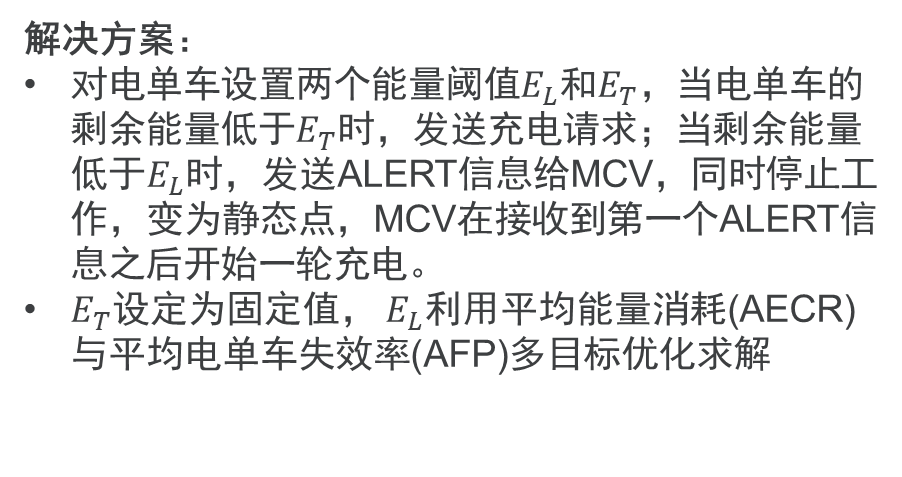 解决方案：
• 对电单车设置两个能量阈值E_L和E_T，当电单车的
剩余能量低于E_T时，发送充电请求；当剩余能量
低于E_L时，发送ALERT信息给MCV，同时停止工
作，变为静态点，MCV在接收到第一个ALERT信
息之后开始一轮充电。
• E_T设定为固定值， E_L利用平均能量消耗(AECR)
与平均电单车失效率(AFP)多目标优化求解